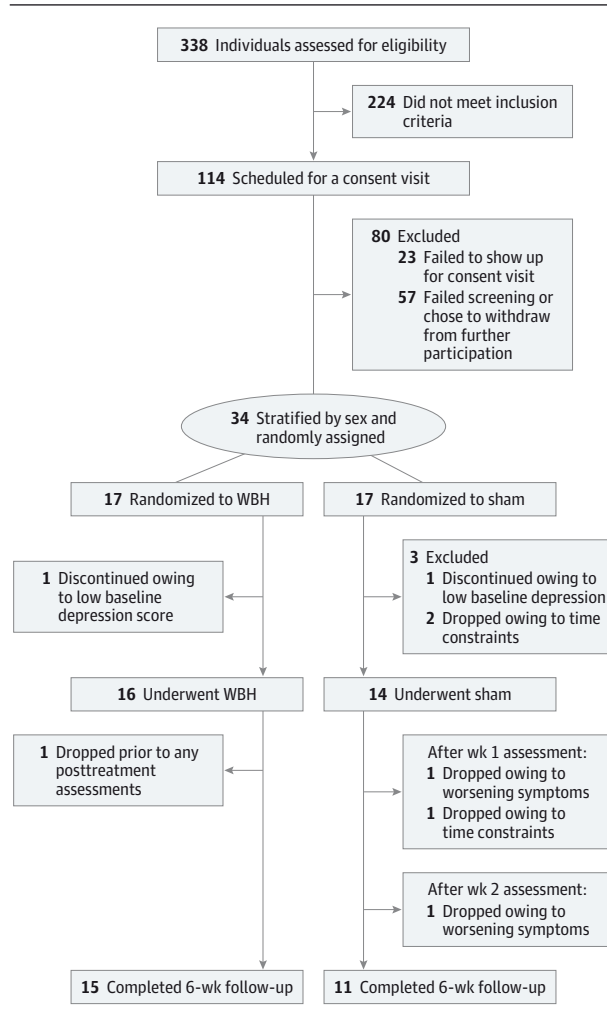 338 Individuals assessed for eligibility
224 Did not meet inclusion
criteria
114 Scheduled for a consent visit
80 Excluded
23 Failed to show up
for consent visit
57 Failed screening or
chose to withdraw
from further
participation
34 Stratified by sex and
randomly assigned
17 Randomized to WBH
17 Randomized to sham
1 Discontinued owing
to low baseline
depression score
3 Excluded
1 Discontinued owing to
low baseline depression
2 Dropped owing to time
constraints
16 Underwent WBH
14 Underwent sham
1 Dropped prior to any
posttreatment
assessments
After wk 1 assessment:
1 Dropped owing to
worsening symptoms
1 Dropped owing to
time constraints
After wk 2 assessment:
1 Dropped owing to
worsening symptoms
15 Completed 6-wk follow-up
11 Completed 6-wk follow-up